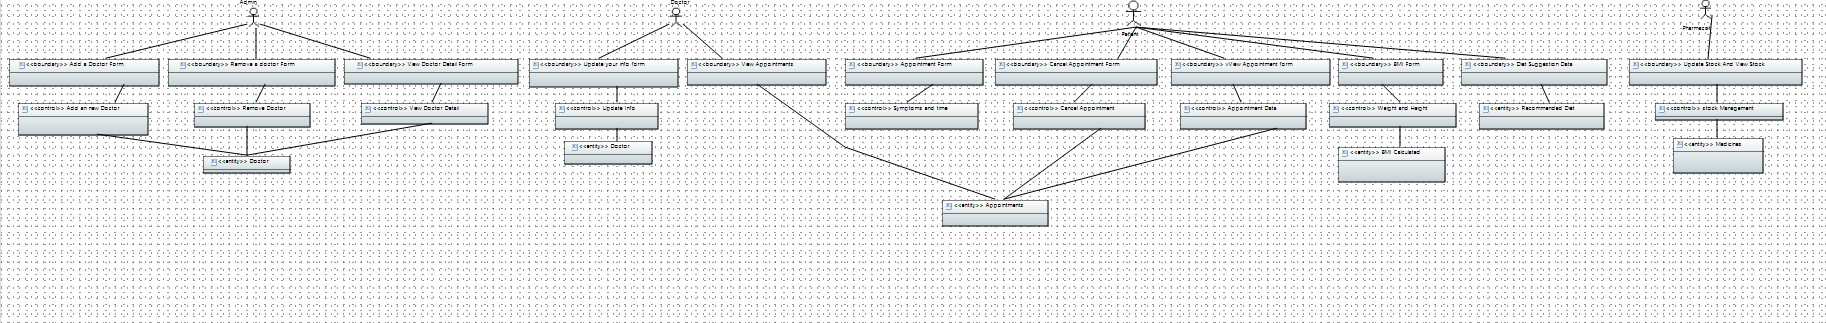 Admin
Doctor
Patient
Pharmacist
<<boundary>> Add a Doctor Form
<<boundary>> Remove a doctor Form
<<boundary>> View Doctor Detail Form
<<boundary>> Update your info form
<<boundary>> View Appointments
<<boundary>> Appointment Form
<<boundary>> Cancel Appointment Form
<<boundary>> View Appointment form
<<boundary>> BMI Form
<<boundary>> Diet Suggestion Data
<<boundary>> Update Stock And View Stock
<<control>> Add an new Doctor
<<control>> Remove Doctor
<<control>> View Doctor Detail
<<control>> Update info
<<control>> Symptoms and time
<<control>> Cancel Appointment
<<control>> Appointment Data
<<control>> Weight and Height
<<entity>> Recommended Diet
<<control>> stock Management
<<entity>> Doctor
<<entity>> Doctor
<<entity>> BMI Calculated
<<entity>> Medicines
<<entity>> Appointments